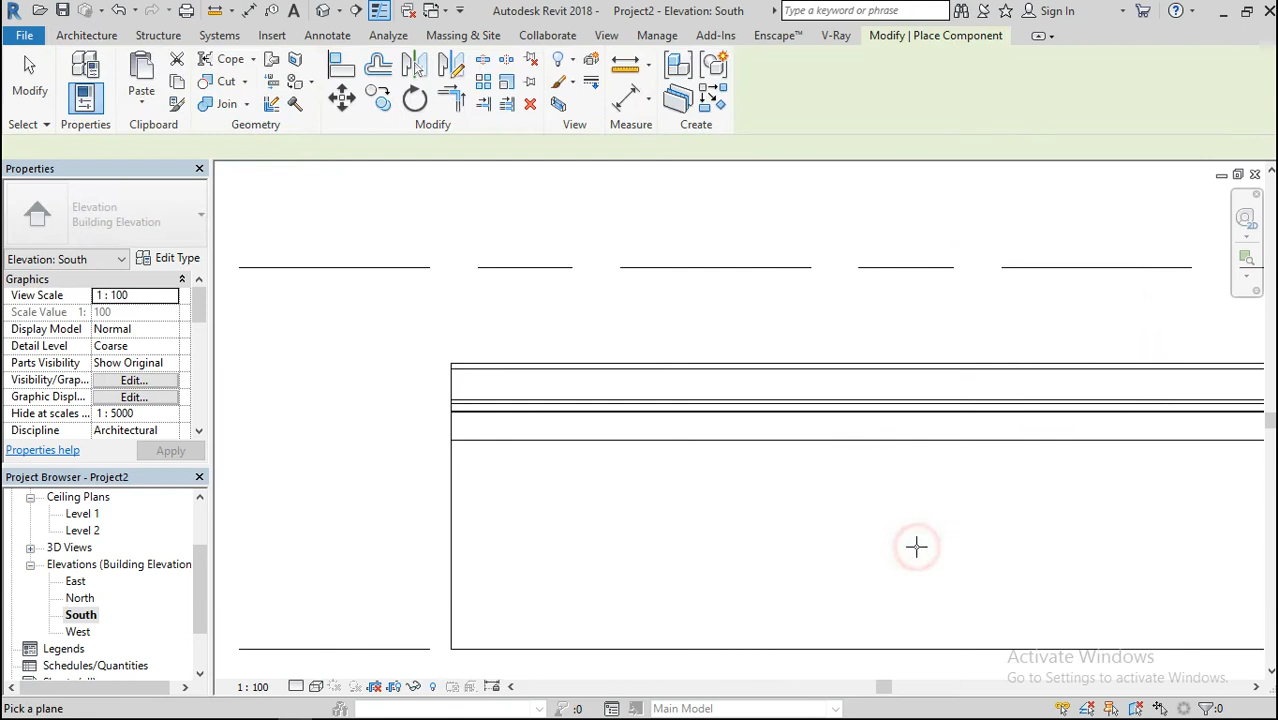 Autodesk Revit 2018 - Project2 - Elevation: South
Type a keyword or phrase
Sign In
File Architecture Structure Systems Insert Annotate Analyze Massing & Site Collaborate View Manage Add-Ins Enscape™ V-Ray Modify | Place Component
Modify
Paste
Cope
Cut
Join
Select Properties Clipboard Geometry Modify View Measure Create
Properties
Elevation
Building Elevation
Elevation: South Edit Type
Graphics
View Scale 1 : 100
Scale Value 1: 100
Display Model Normal
Detail Level Coarse
Parts Visibility Show Original
Visibility/Grap... Edit...
Graphic Displ... Edit...
Hide at scales ... 1 : 5000
Discipline Architectural
Properties help Apply
Project Browser - Project2
Ceiling Plans
Level 1
Level 2
3D Views
Elevations (Building Elevation
East
North
South
West
Legends
Schedules/Quantities
2D
Activate Windows
Go to Settings to activate Windows.
1 : 100
Pick a plane
:0
Main Model
:0